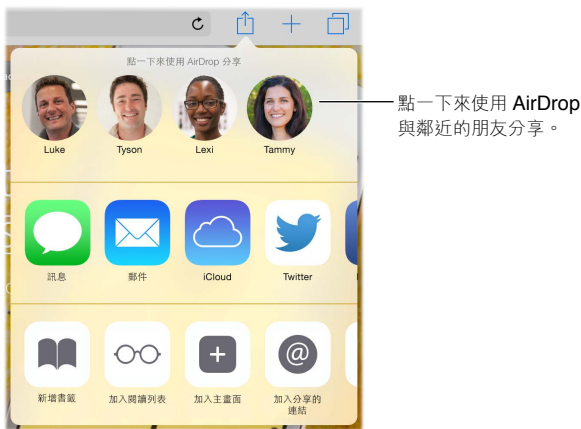 點一下來使用 AirDrop 分享
Luke
Tyson
Lexi
Tammy
點一下來使用 AirDrop
與鄰近的朋友分享。
訊息
郵件
iCloud
Twitter
新增書籤
加入閱讀列表
加入主畫面
加入分享的
連結